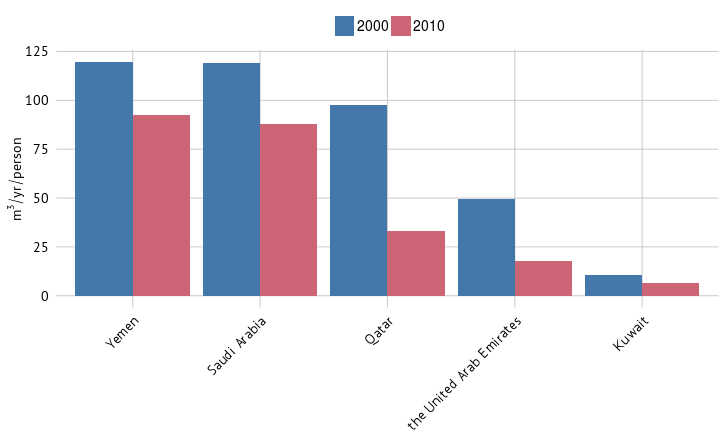 2000 2010
m³/yr/person
125
100
75
50
25
0
Yemen
Saudi Arabia
Qatar
the United Arab Emirates
Kuwait